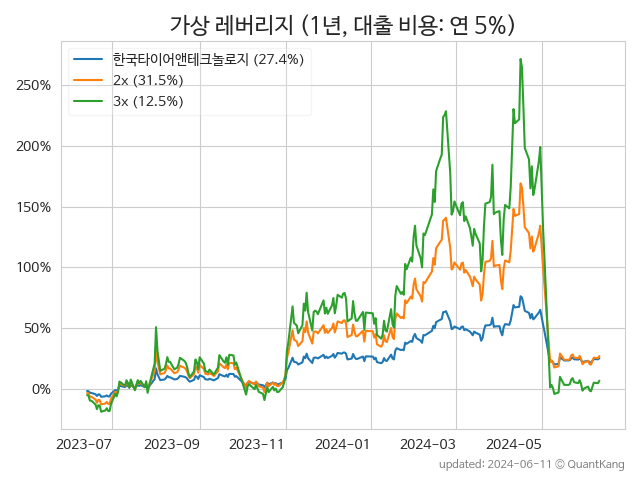 가상 레버리지 (1년, 대출 비용: 연 5%)
한국타이어앤테크놀로지 (27.4%)
2x (31.5%)
3x (12.5%)
250%
200%
150%
100%
50%
0%
2023-07 2023-09 2023-11 2024-01 2024-03 2024-05
updated: 2024-06-11 © QuantKang